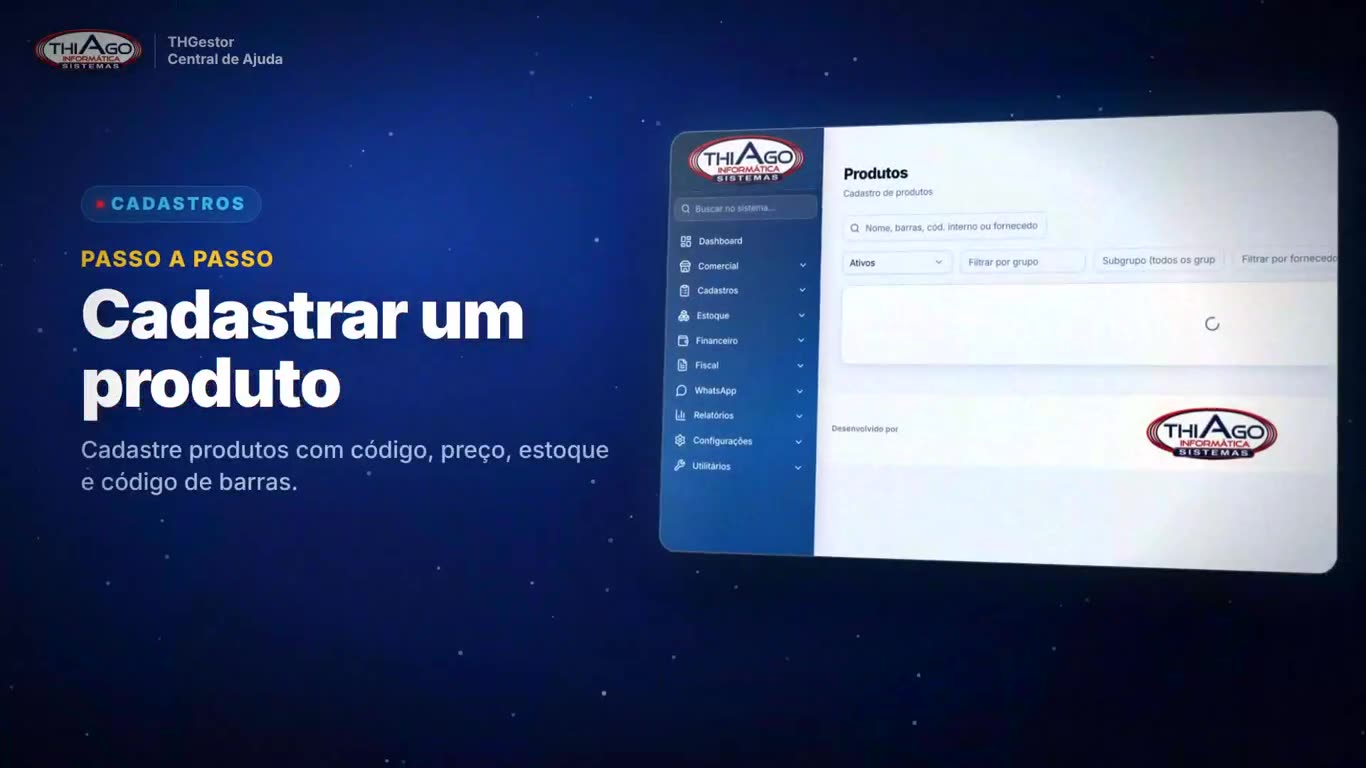 THIAGO
INFORMÁTICA
SISTEMAS
THGestor
Central de Ajuda
CADASTROS
PASSO A PASSO
Cadastrar um
produto
Cadastre produtos com código, preço, estoque
e código de barras.
THIAGO
INFORMÁTICA
SISTEMAS
Buscar no sistema...
Dashboard
Comercial
Cadastros
Estoque
Financeiro
Fiscal
WhatsApp
Relatórios
Configurações
Utilitários
Produtos
Cadastro de produtos
Nome, barras, cód. interno ou fornecedo
Ativos
Filtrar por grupo
Subgrupo (todos os grup
Filtrar por fornecedo
Desenvolvido por
THIAGO
INFORMÁTICA
SISTEMAS